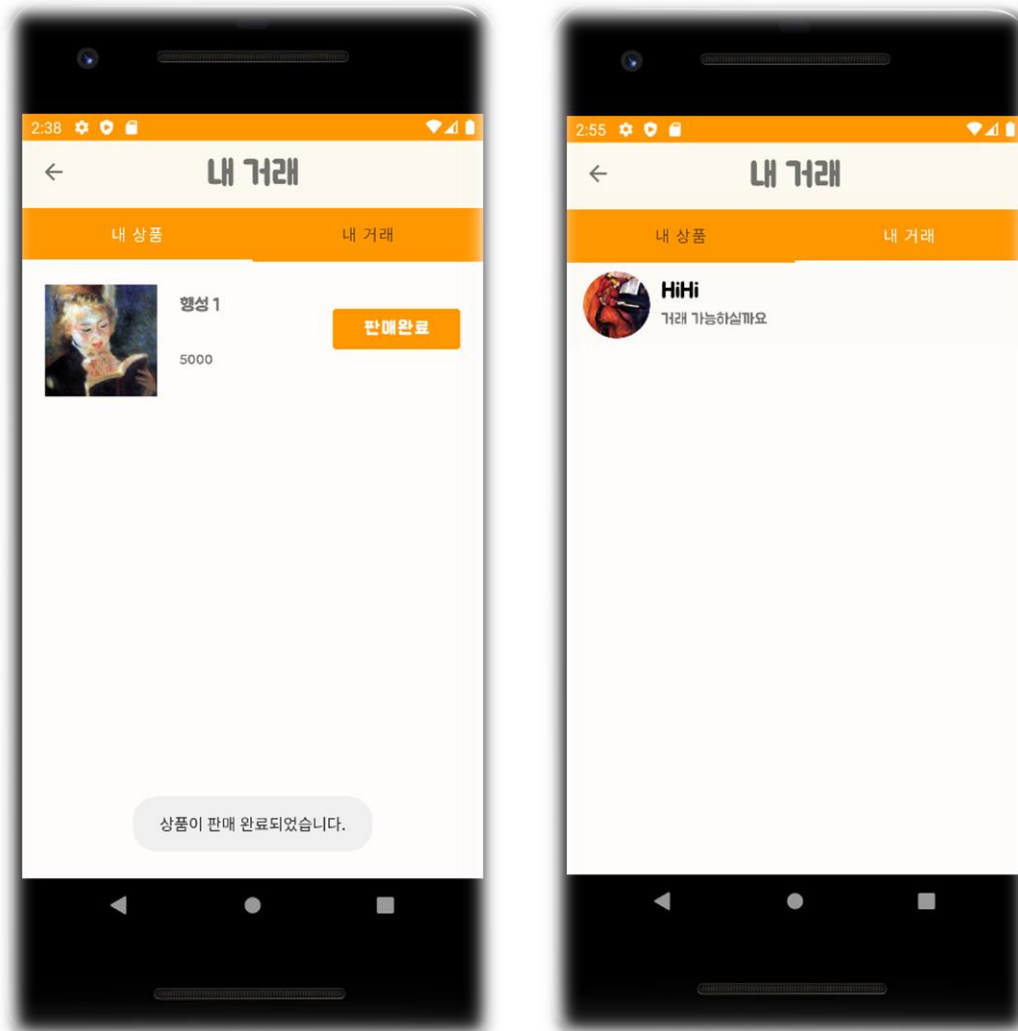 2:38
내 거래
내 상품
내 거래
행성 1
5000
판매완료
상품이 판매 완료되었습니다.
2:55
내 거래
내 상품
내 거래
HiHi
거래 가능하실까요